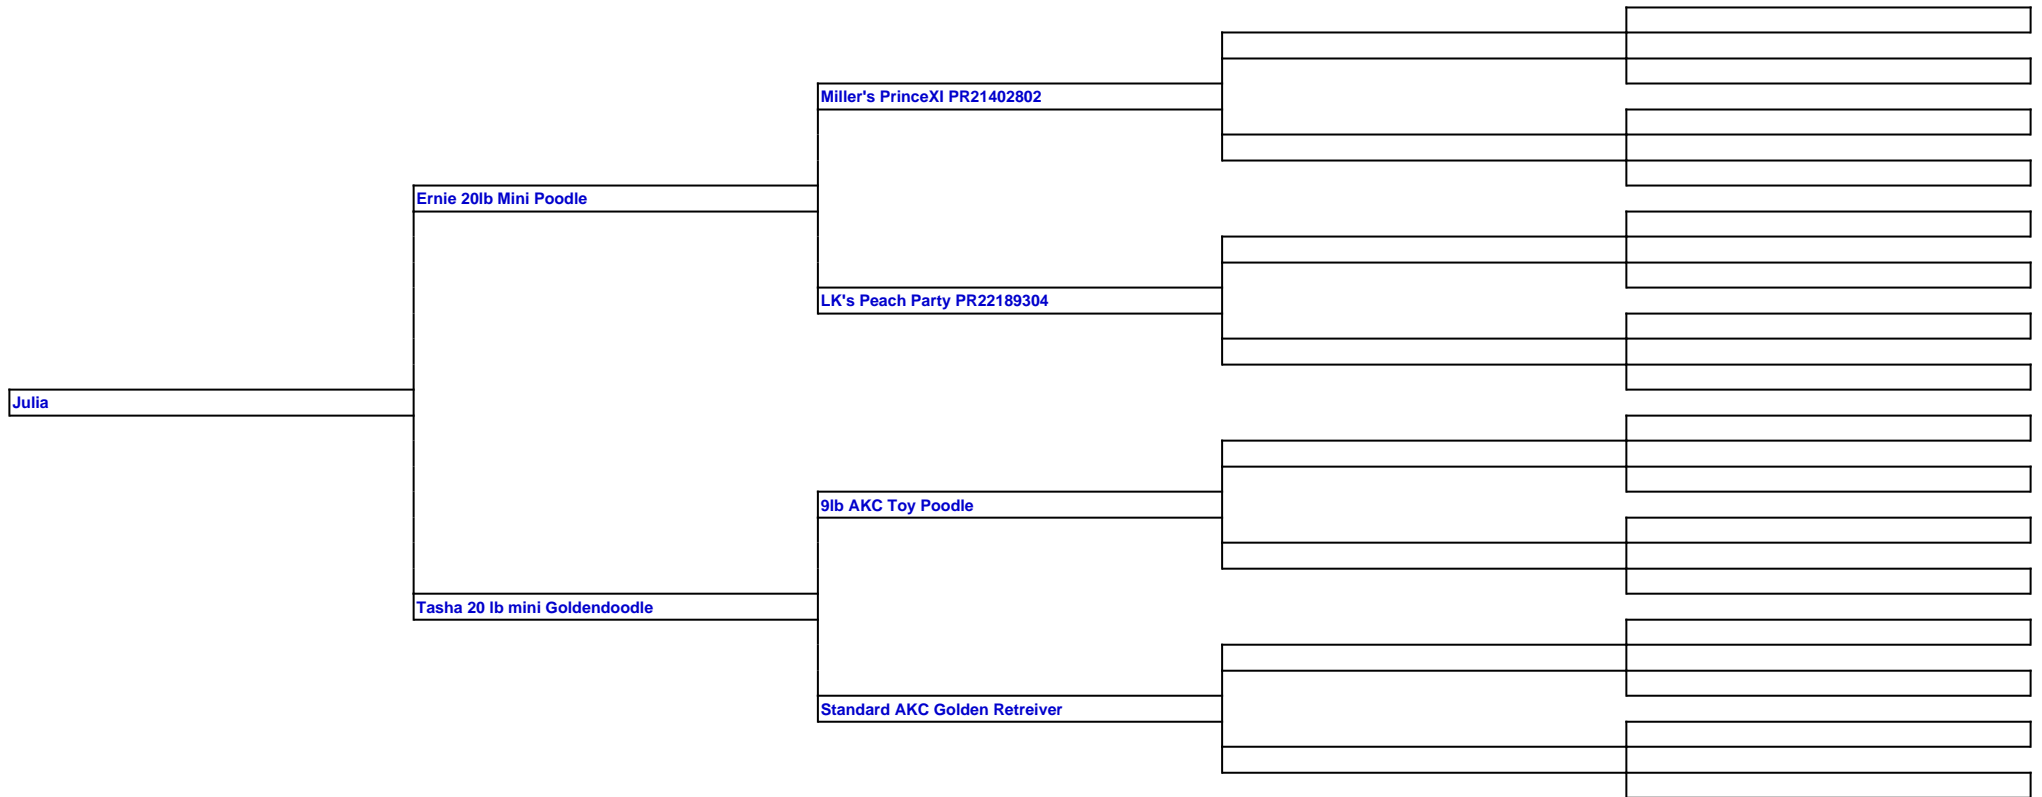 Miller's PrinceXI PR21402802
Ernie 20lb Mini Poodle
LK's Peach Party PR22189304
Julia
9lb AKC Toy Poodle
Tasha 20 lb mini Goldendoodle
Standard AKC Golden Retreiver